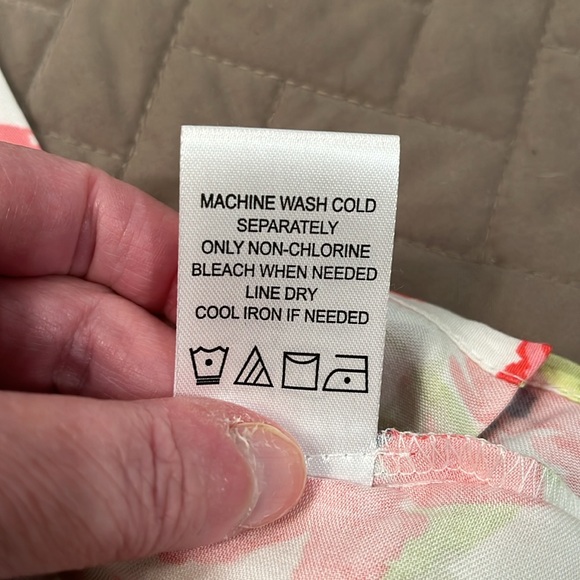 MACHINE WASH COLD
SEPARATELY
ONLY NON-CHLORINE
BLEACH WHEN NEEDED
LINE DRY
COOL IRON IF NEEDED